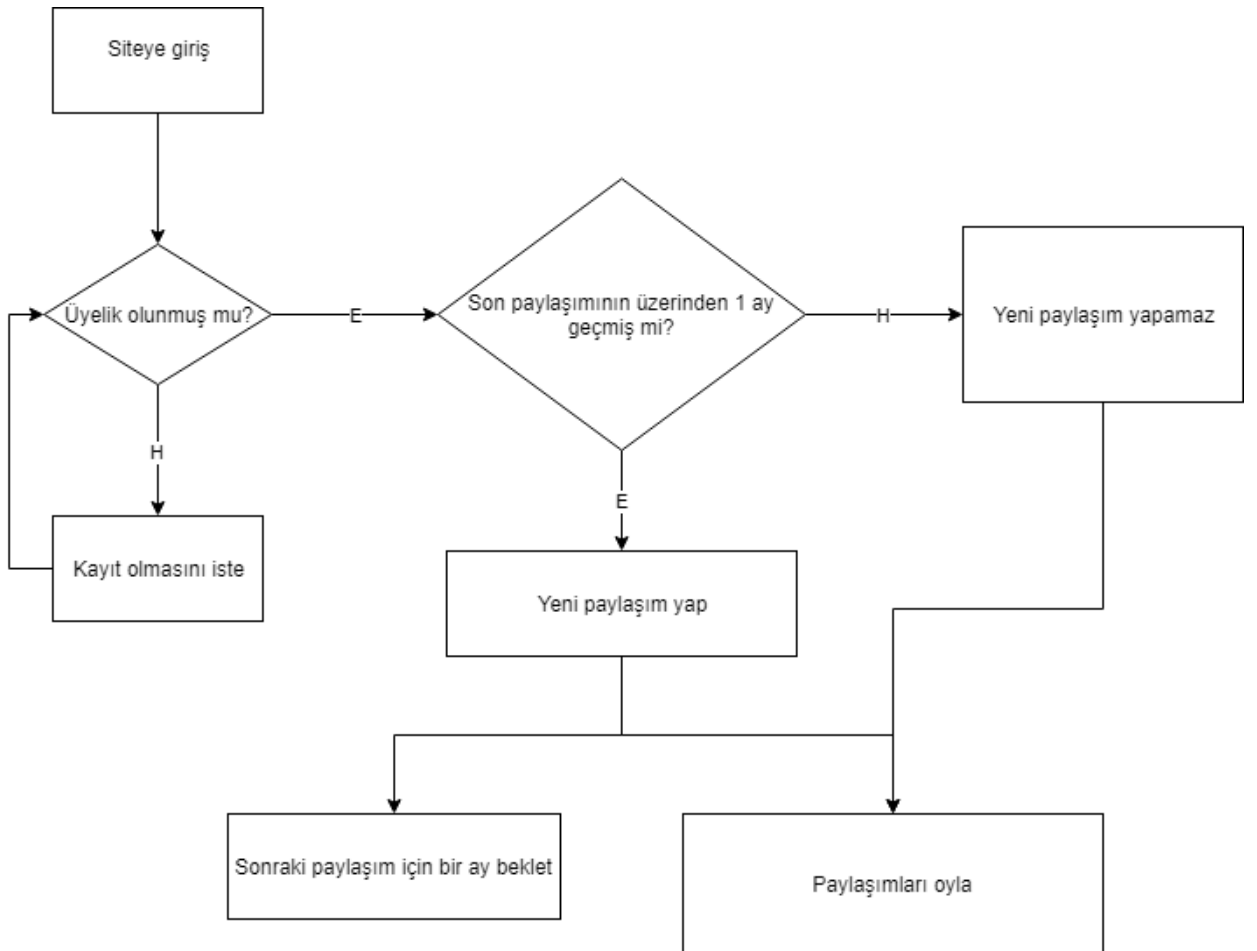 Siteye giriş
Üyelik olunmuş mu?
E
Son paylaşımının üzerinden 1 ay
geçmiş mi?
H
Yeni paylaşım yapamaz
H
Kayıt olmasını iste
E
Yeni paylaşım yap
Sonraki paylaşım için bir ay beklet
Paylaşımları oyla